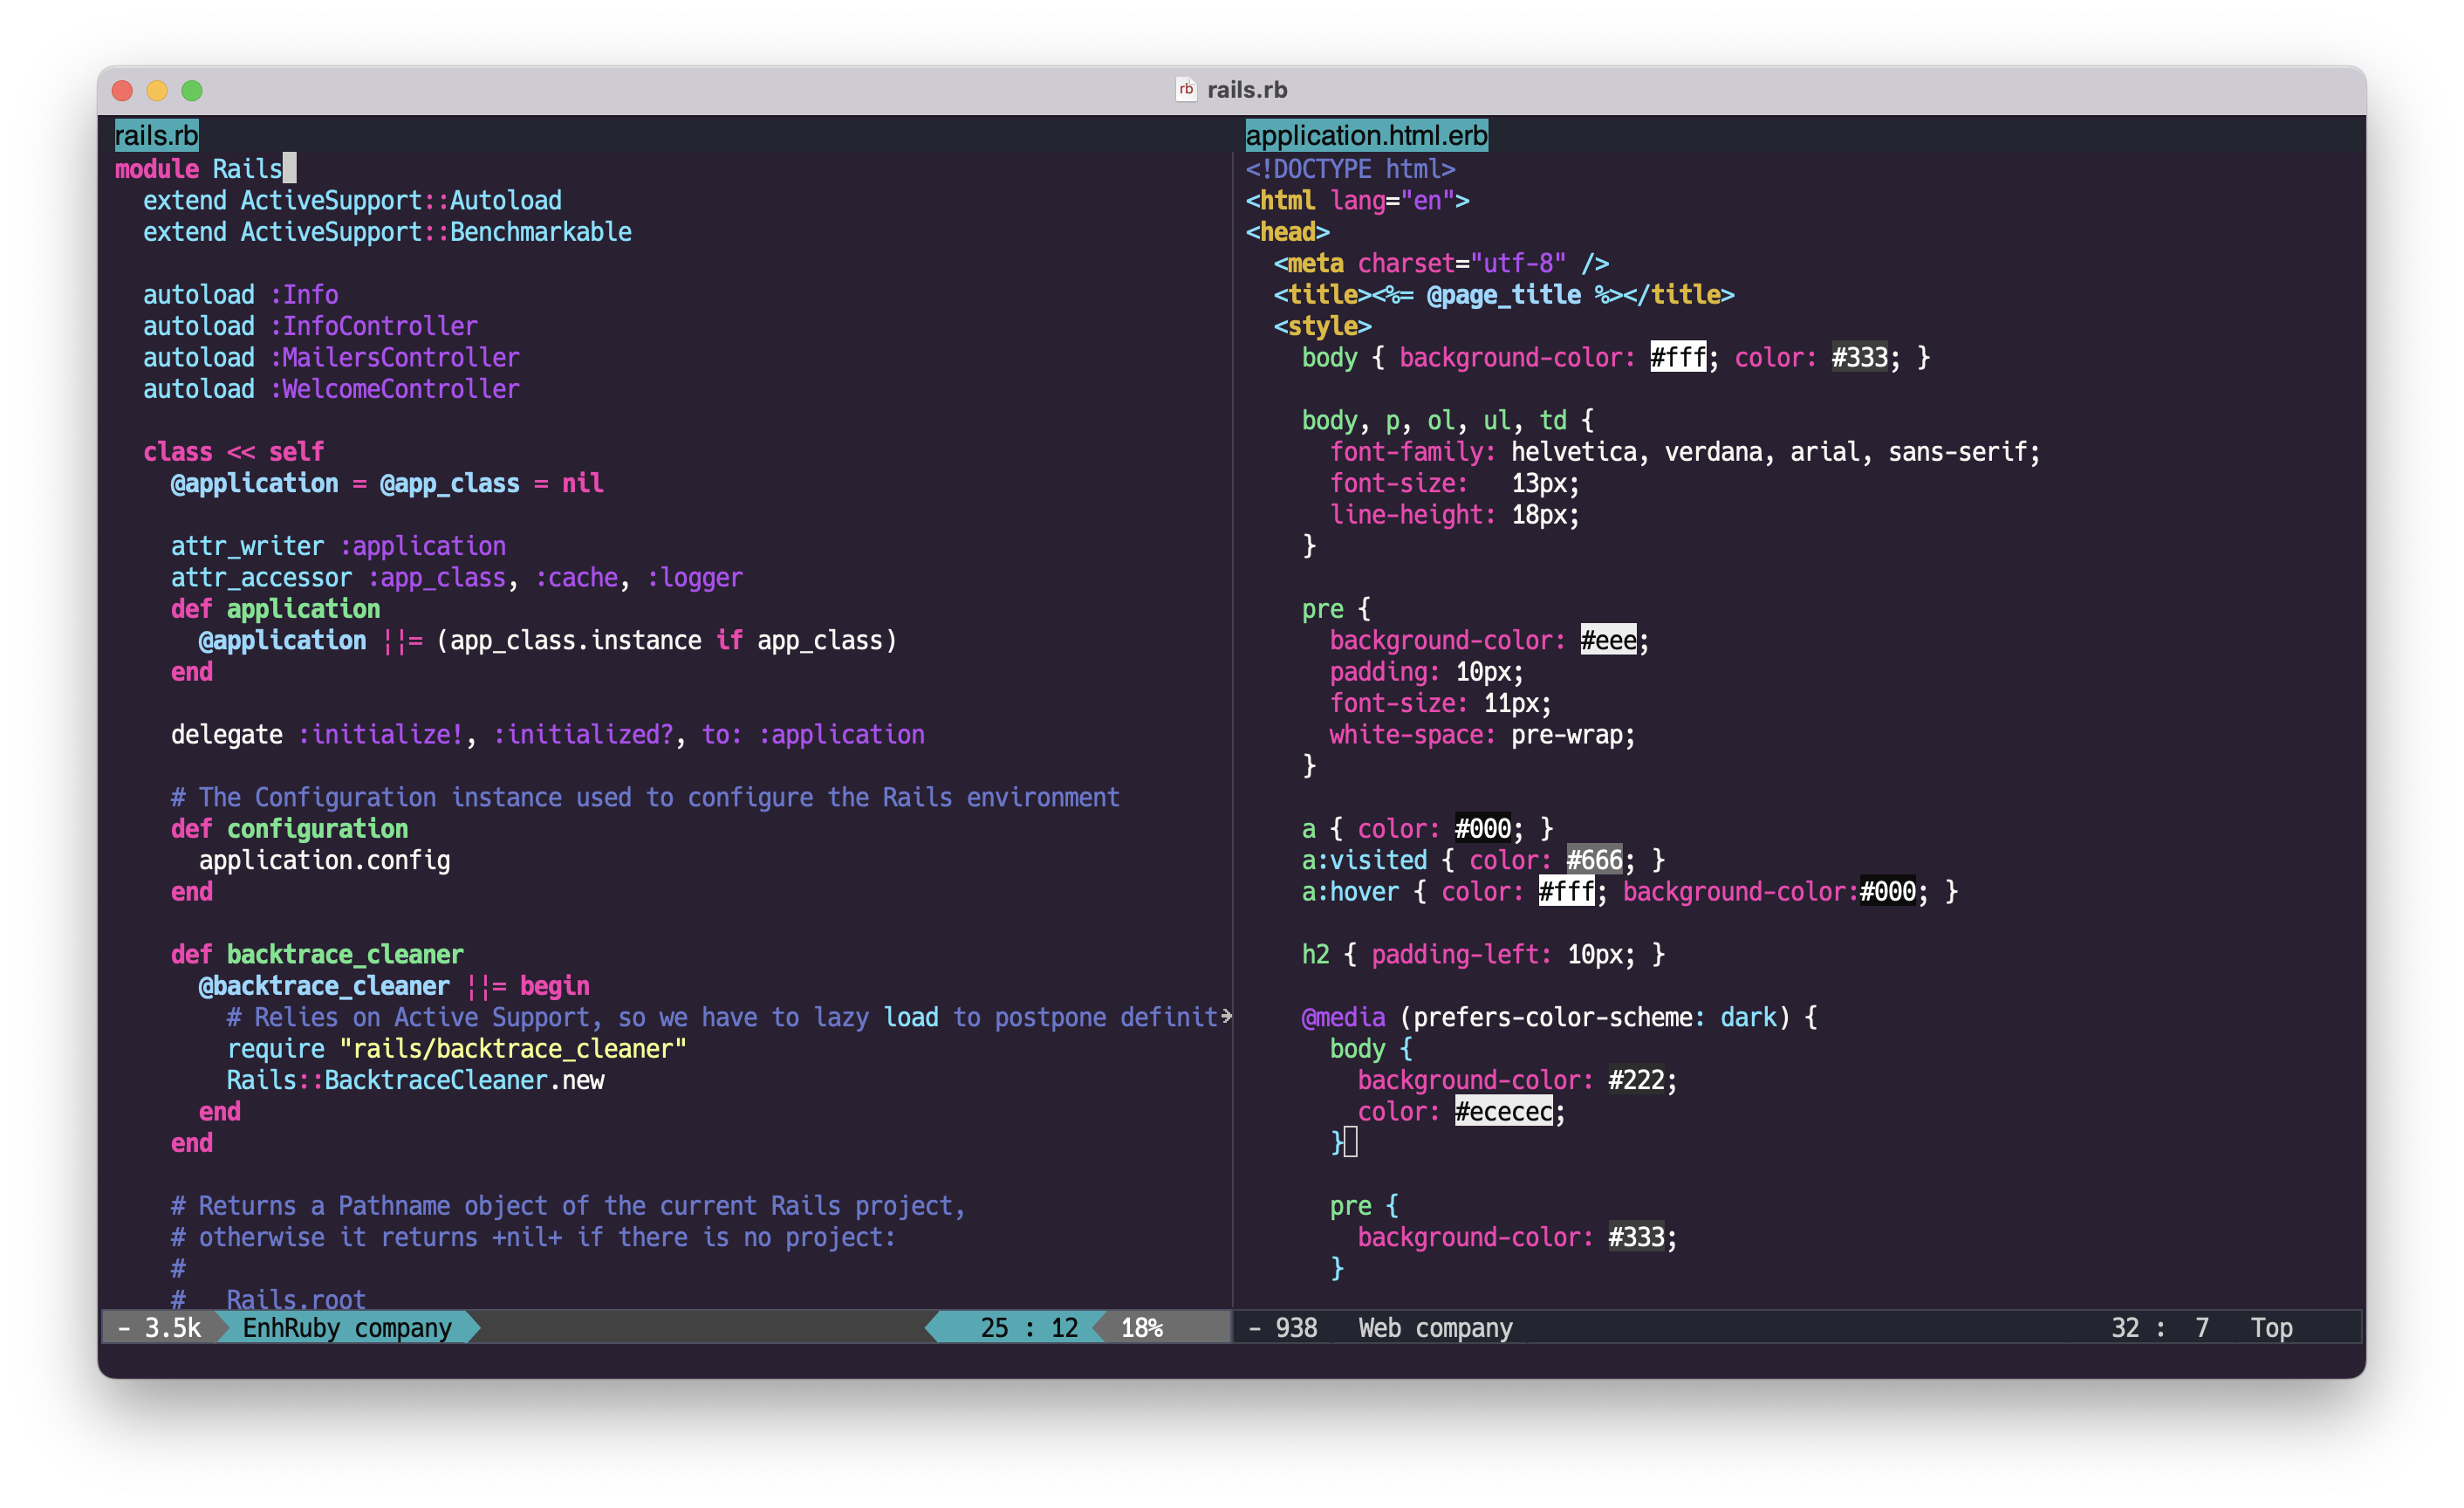 rb rails.rb
rails.rb
module Rails
  extend ActiveSupport::Autoload
  extend ActiveSupport::Benchmarkable

  autoload :Info
  autoload :InfoController
  autoload :MailersController
  autoload :WelcomeController

  class << self
    @application = @app_class = nil

    attr_writer :application
    attr_accessor :app_class, :cache, :logger
    def application
      @application ||= (app_class.instance if app_class)
    end

    delegate :initialize!, :initialized?, to: :application

    # The Configuration instance used to configure the Rails environment
    def configuration
      application.config
    end

    def backtrace_cleaner
      @backtrace_cleaner ||= begin
        # Relies on Active Support, so we have to lazy load to postpone definit
        require "rails/backtrace_cleaner"
        Rails::BacktraceCleaner.new
      end
    end

    # Returns a Pathname object of the current Rails project,
    # otherwise it returns +nil+ if there is no project:
    #
    #   Rails.root
- 3.5k EnhRuby company 25 : 12 18%
application.html.erb
<!DOCTYPE html>
<html lang="en">
<head>
  <meta charset="utf-8" />
  <title><%= @page_title %></title>
  <style>
    body { background-color: #fff; color: #333; }

    body, p, ol, ul, td {
      font-family: helvetica, verdana, arial, sans-serif;
      font-size:   13px;
      line-height: 18px;
    }

    pre {
      background-color: #eee;
      padding: 10px;
      font-size: 11px;
      white-space: pre-wrap;
    }

    a { color: #000; }
    a:visited { color: #666; }
    a:hover { color: #fff; background-color:#000; }

    h2 { padding-left: 10px; }

    @media (prefers-color-scheme: dark) {
      body {
        background-color: #222;
        color: #ececec;
      }

      pre {
        background-color: #333;
      }
- 938 Web company 32 : 7 Top